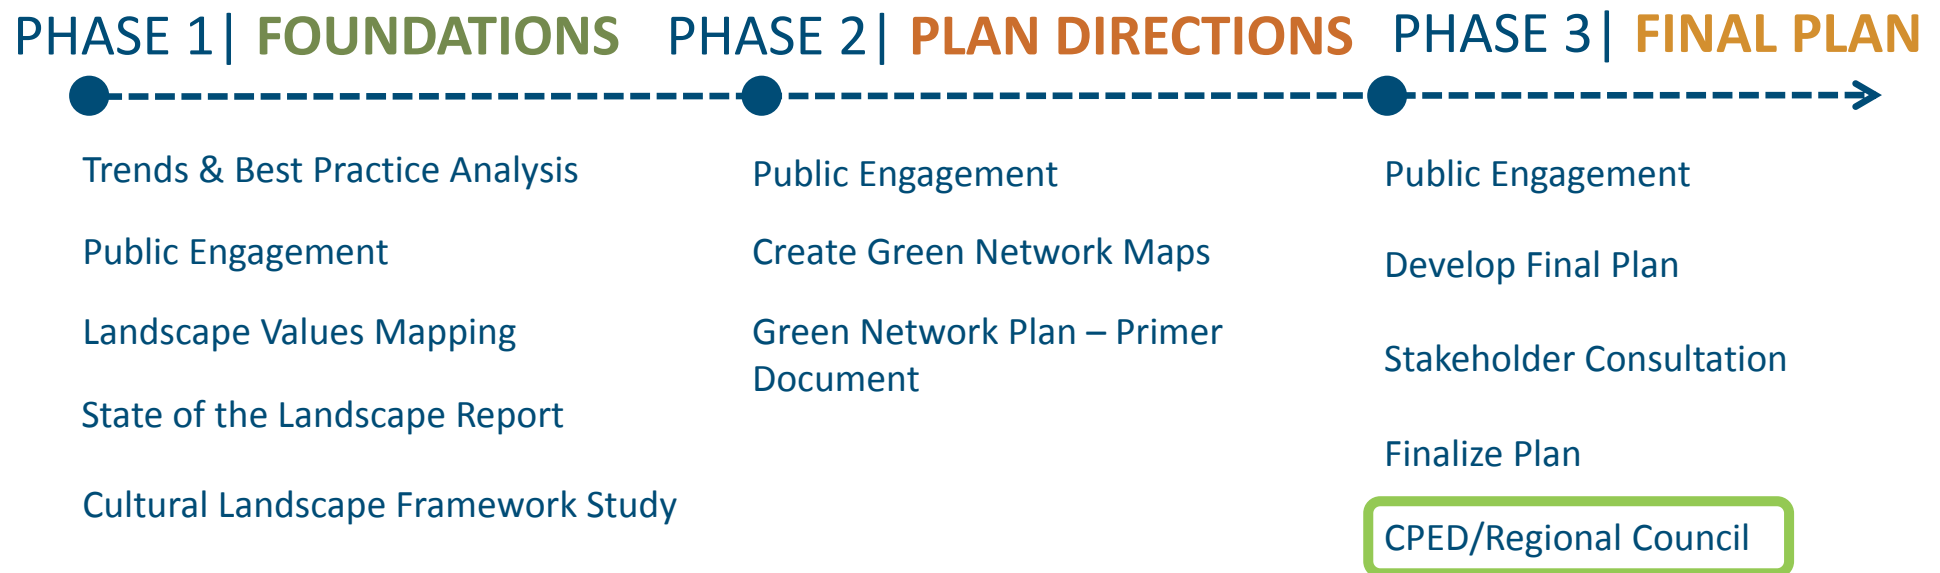 PHASE 1| FOUNDATIONS
Trends & Best Practice Analysis
Public Engagement
Landscape Values Mapping
State of the Landscape Report
Cultural Landscape Framework Study
PHASE 2| PLAN DIRECTIONS
Public Engagement
Create Green Network Maps
Green Network Plan – Primer
Document
PHASE 3| FINAL PLAN
Public Engagement
Develop Final Plan
Stakeholder Consultation
Finalize Plan
CPED/Regional Council